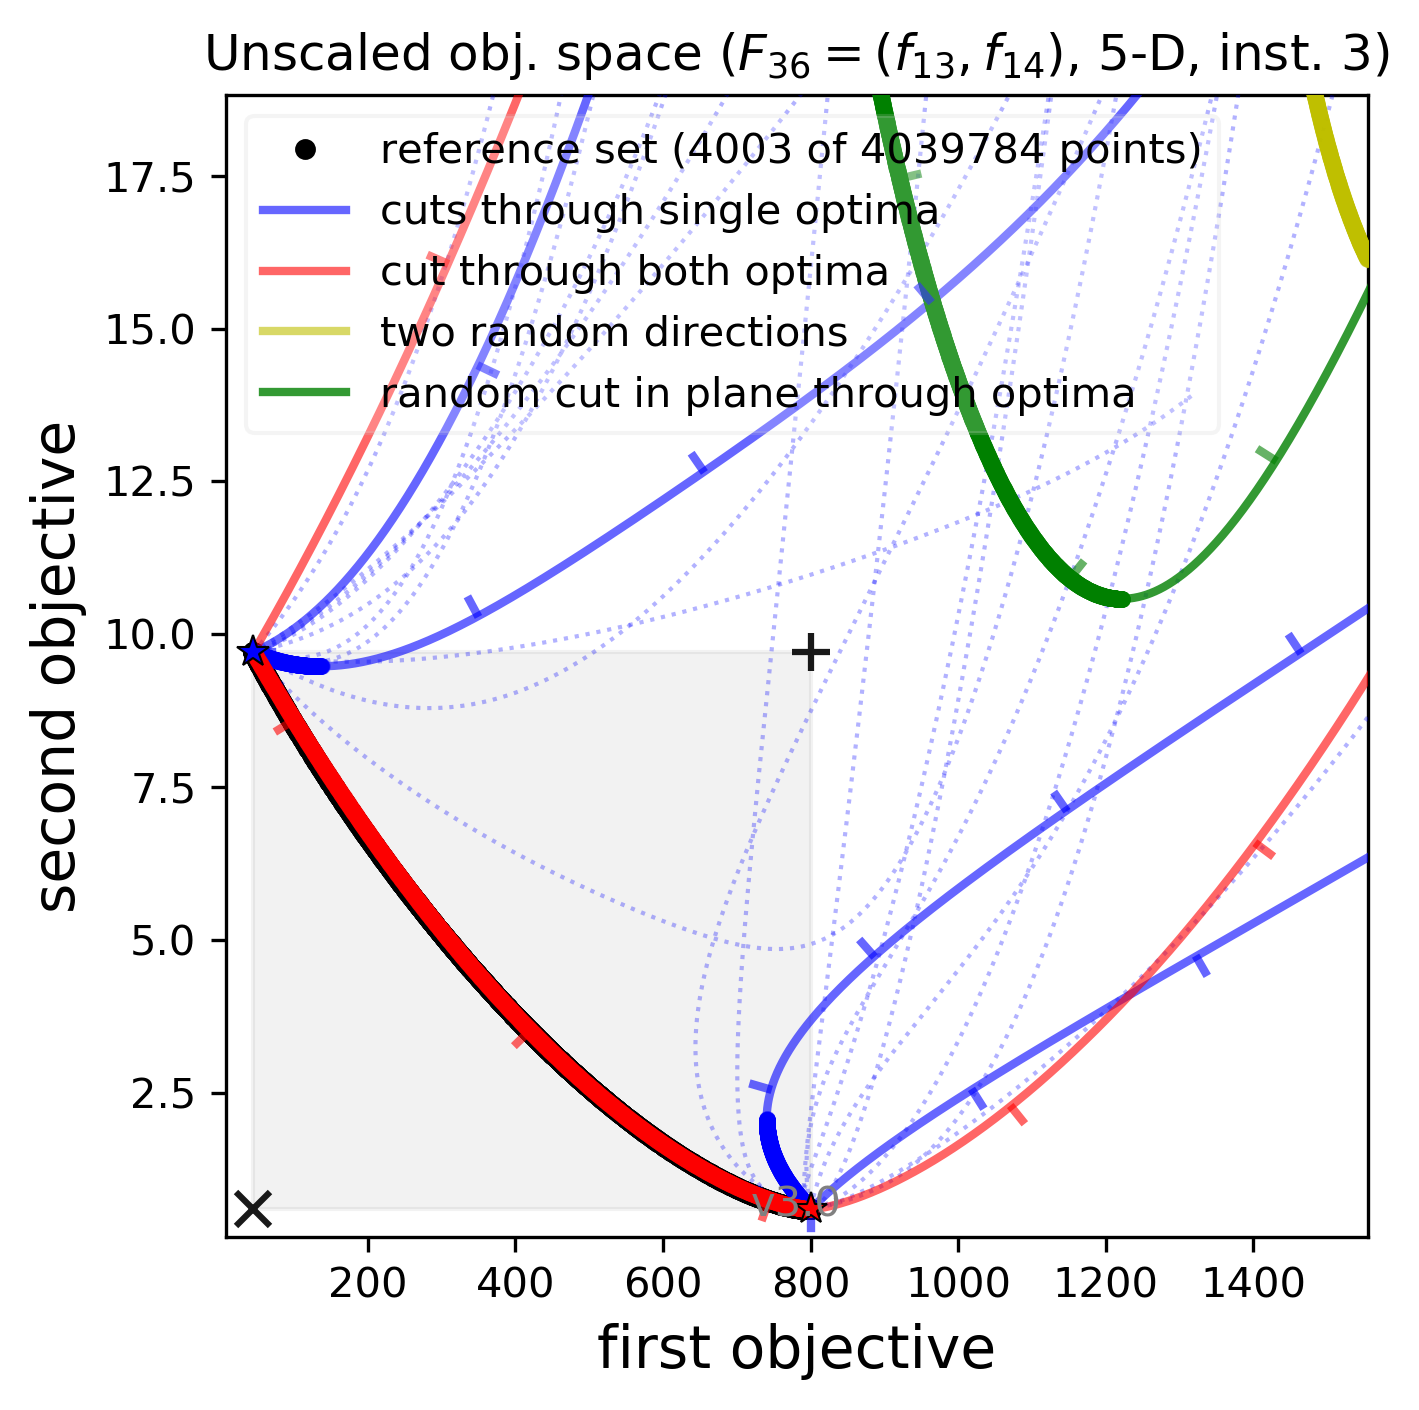 Unscaled obj. space (F36 = (f13, f14), 5-D, inst. 3)
reference set (4003 of 4039784 points)
cuts through single optima
cut through both optima
two random directions
random cut in plane through optima
second objective
17.5
15.0
12.5
10.0
7.5
5.0
2.5
v3.0
200 400 600 800 1000 1200 1400
first objective